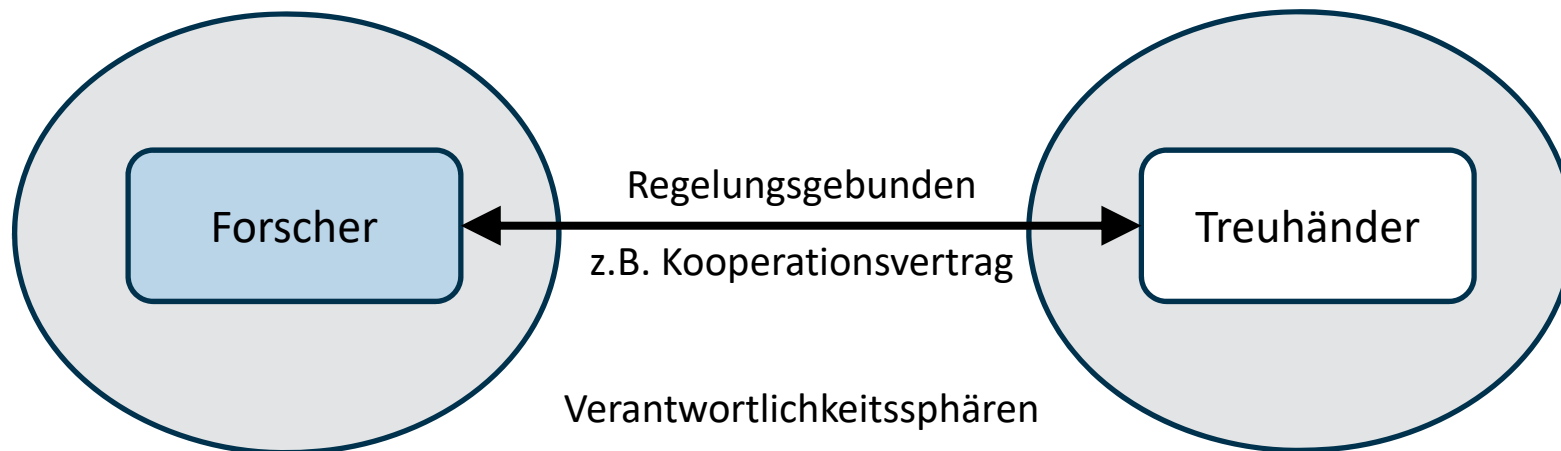 Forscher
Regelungsgebunden
z.B. Kooperationsvertrag
Treuhänder
Verantwortlichkeitssphären